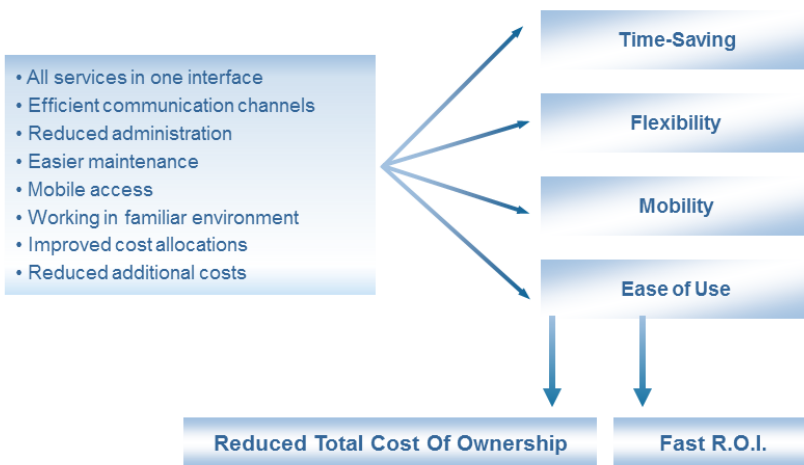 • All services in one interface
• Efficient communication channels
• Reduced administration
• Easier maintenance
• Mobile access
• Working in familiar environment
• Improved cost allocations
• Reduced additional costs
Time-Saving
Flexibility
Mobility
Ease of Use
Reduced Total Cost Of Ownership
Fast R.O.I.